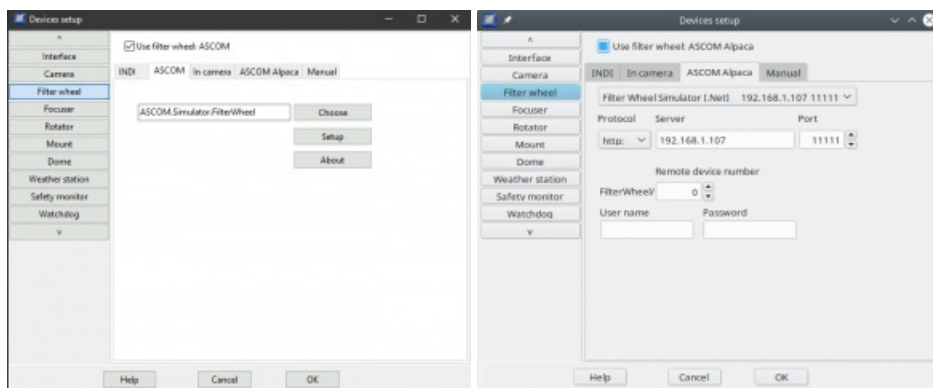 Devices setup
^
Interface
Camera
Filter wheel
Focuser
Rotator
Mount
Dome
Weather station
Safety monitor
Watchdog
v
Use filter wheel: ASCOM
INDI ASCOM In camera ASCOM Alpaca Manual
ASCOM.Simulator.FilterWheel Choose
Setup
About
Help Cancel OK
Devices setup
^
Interface
Camera
Filter wheel
Focuser
Rotator
Mount
Dome
Weather station
Safety monitor
Watchdog
v
Use filter wheel: ASCOM Alpaca
INDI In camera ASCOM Alpaca Manual
Filter Wheel Simulator [.Net] 192.168.1.107 11111
Protocol Server Port
http: 192.168.1.107 11111
Remote device number
FilterWheel/ 0
User name Password
Help Cancel OK